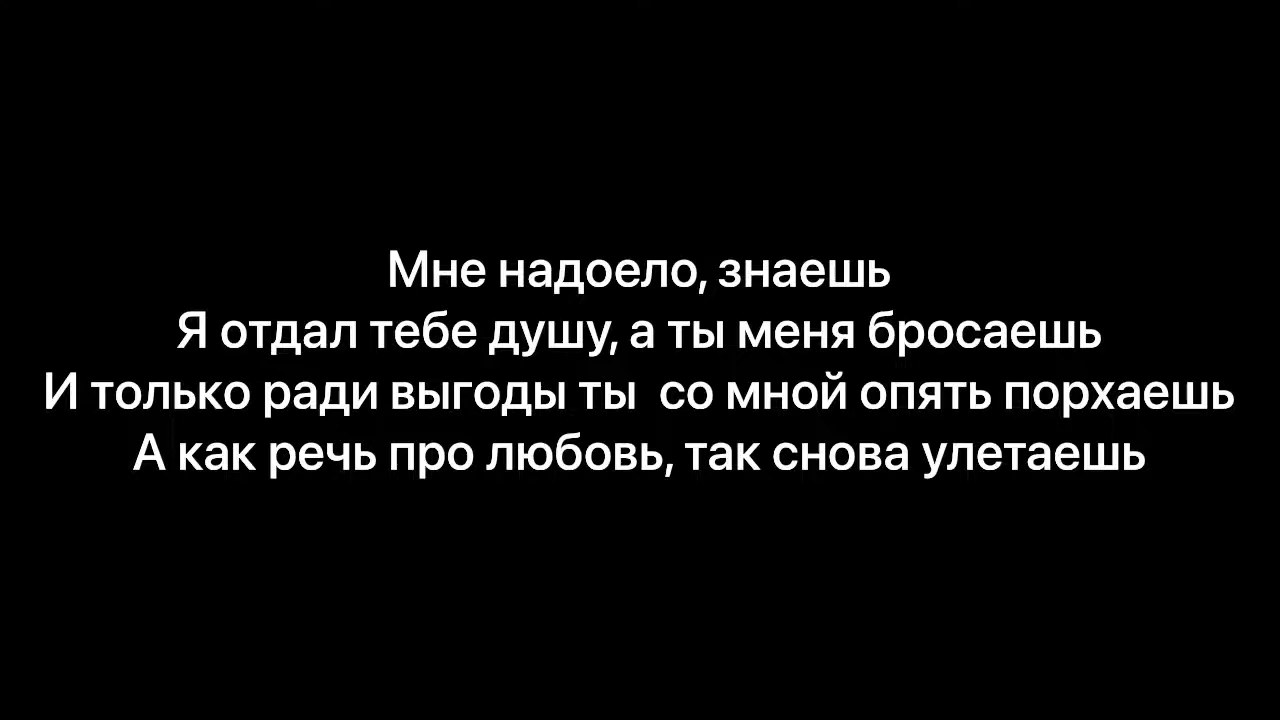 Мне надоело, знаешь
Я отдал тебе душу, а ты меня бросаешь
И только ради выгоды ты  со мной опять порхаешь
А как речь про любовь, так снова улетаешь